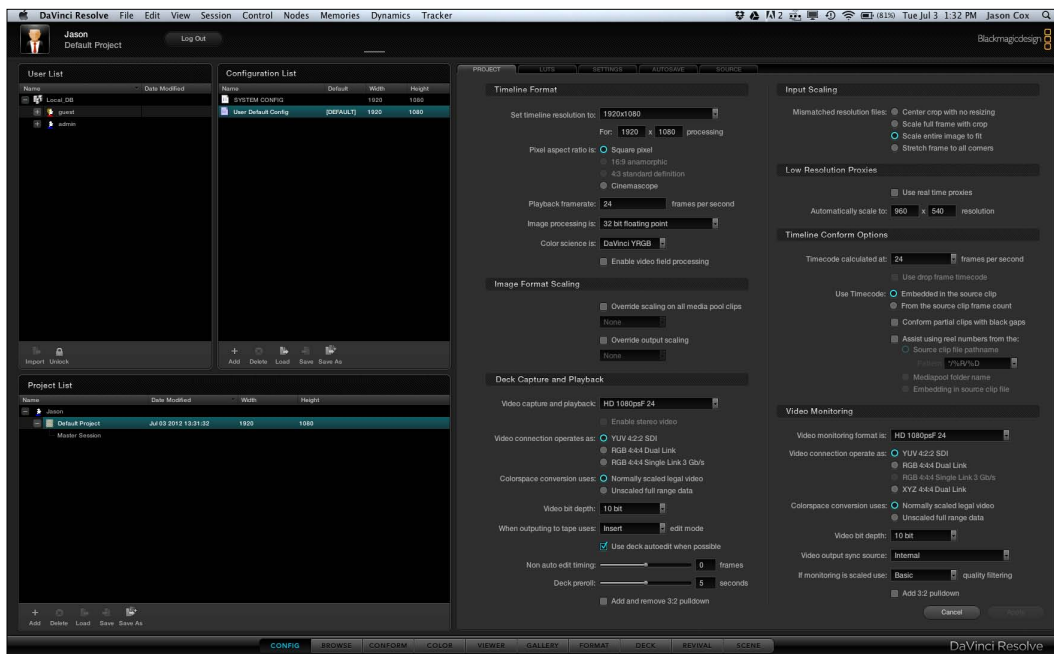 DaVinci Resolve File Edit View Session Control Nodes Memories Dynamics Tracker
2 (81%) Tue Jul 3 1:32 PM Jason Cox
Jason
Default Project
Log Out
Blackmagicdesign
User List
Name Date Modified
Local_DB
guest
admin
Import Unlock
Configuration List
Name Default Width Height
SYSTEM CONFIG 1920 1080
User Default Config [DEFAULT] 1920 1080
Add Delete Load Save Save As
Project List
Name Date Modified Width Height
Jason
Default Project Jul 03 2012 13:31:32 1920 1080
Master Session
Add Delete Load Save Save As
PROJECT LUTS SETTINGS AUTOSAVE SOURCE
Timeline Format
Set timeline resolution to: 1920x1080
For: 1920 x 1080 processing
Pixel aspect ratio is: Square pixel
16:9 anamorphic
4:3 standard definition
Cinemascope
Playback framerate: 24 frames per second
Image processing is: 32 bit floating point
Color science is: DaVinci YRGB
Enable video field processing
Image Format Scaling
Override scaling on all media pool clips
None
Override output scaling
None
Deck Capture and Playback
Video capture and playback: HD 1080psF 24
Enable stereo video
Video connection operates as: YUV 4:2:2 SDI
RGB 4:4:4 Dual Link
RGB 4:4:4 Single Link 3 Gb/s
Colorspace conversion uses: Normally scaled legal video
Unscaled full range data
Video bit depth: 10 bit
When outputing to tape uses: Insert edit mode
Use deck autoedit when possible
Non auto edit timing: 0 frames
Deck preroll: 5 seconds
Add and remove 3:2 pulldown
Input Scaling
Mismatched resolution files: Center crop with no resizing
Scale full frame with crop
Scale entire image to fit
Stretch frame to all corners
Low Resolution Proxies
Use real time proxies
Automatically scale to: 960 x 540 resolution
Timeline Conform Options
Timecode calculated at: 24 frames per second
Use drop frame timecode
Use Timecode: Embedded in the source clip
From the source clip frame count
Conform partial clips with black gaps
Assist using reel numbers from the:
Source clip file pathname
Pattern: */%R/%D
Mediapool folder name
Embedding in source clip file
Video Monitoring
Video monitoring format is: HD 1080psF 24
Video connection operate as: YUV 4:2:2 SDI
RGB 4:4:4 Dual Link
RGB 4:4:4 Single Link 3 Gb/s
XYZ 4:4:4 Dual Link
Colorspace conversion uses: Normally scaled legal video
Unscaled full range data
Video bit depth: 10 bit
Video output sync source: Internal
If monitoring is scaled use: Basic quality filtering
Add 3:2 pulldown
Cancel Apply
CONFIG BROWSE CONFORM COLOR VIEWER GALLERY FORMAT DECK REVIVAL SCENE
DaVinci Resolve